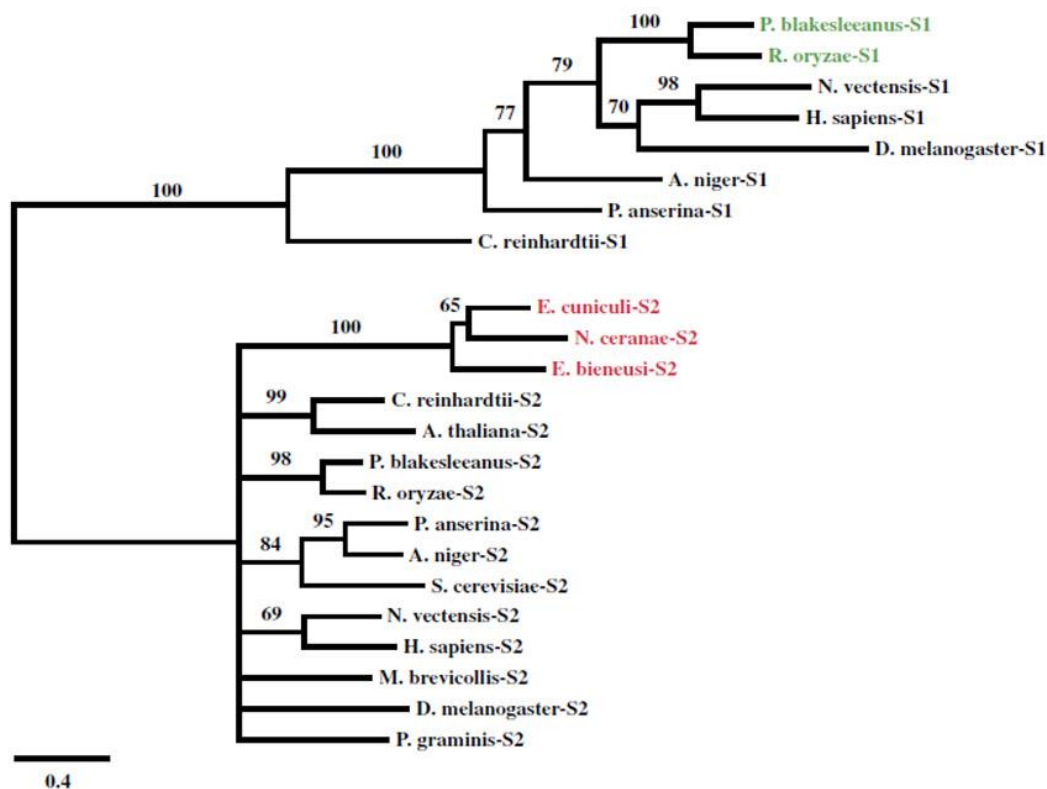 100
P. blakesleeanus-S1
R. oryzae-S1
79
98
N. vectensis-S1
70
H. sapiens-S1
77
D. melanogaster-S1
100
A. niger-S1
100
P. anserina-S1
C. reinhardtii-S1
65
E. cuniculi-S2
100
N. ceranae-S2
E. bieneusi-S2
99
C. reinhardtii-S2
A. thaliana-S2
98
P. blakesleeanus-S2
R. oryzae-S2
95
P. anserina-S2
84
A. niger-S2
S. cerevisiae-S2
69
N. vectensis-S2
H. sapiens-S2
M. brevicollis-S2
D. melanogaster-S2
P. graminis-S2
0.4